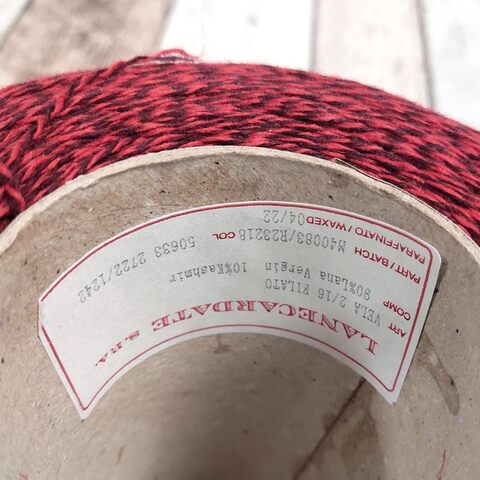 LANECARDATE S.P.A.
ART VELA 2/16 FILATO
COMP 90%Lana Vergin 10%Kashmir
PART / BATCH M40083/R23218 COL 50633 2722/1242
PARAFFINATO / WAXED 04/22